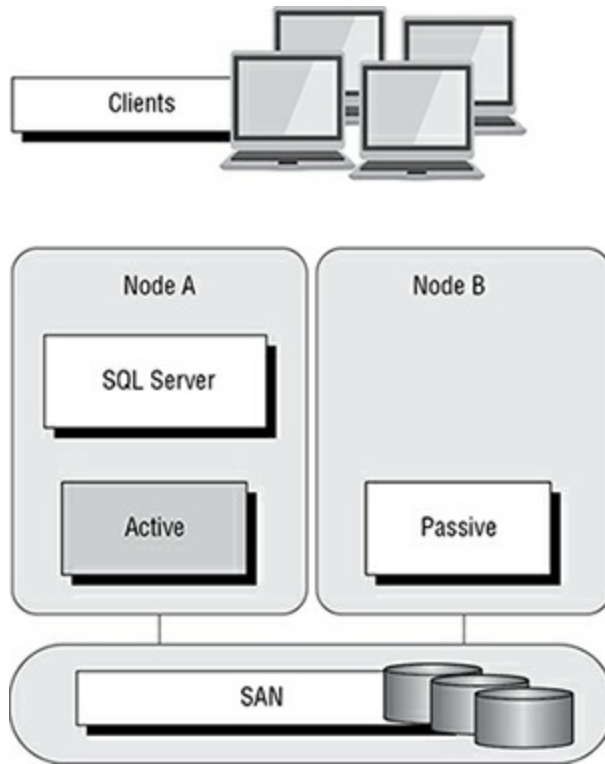 Clients
Node A
Node B
SQL Server
Active
Passive
SAN